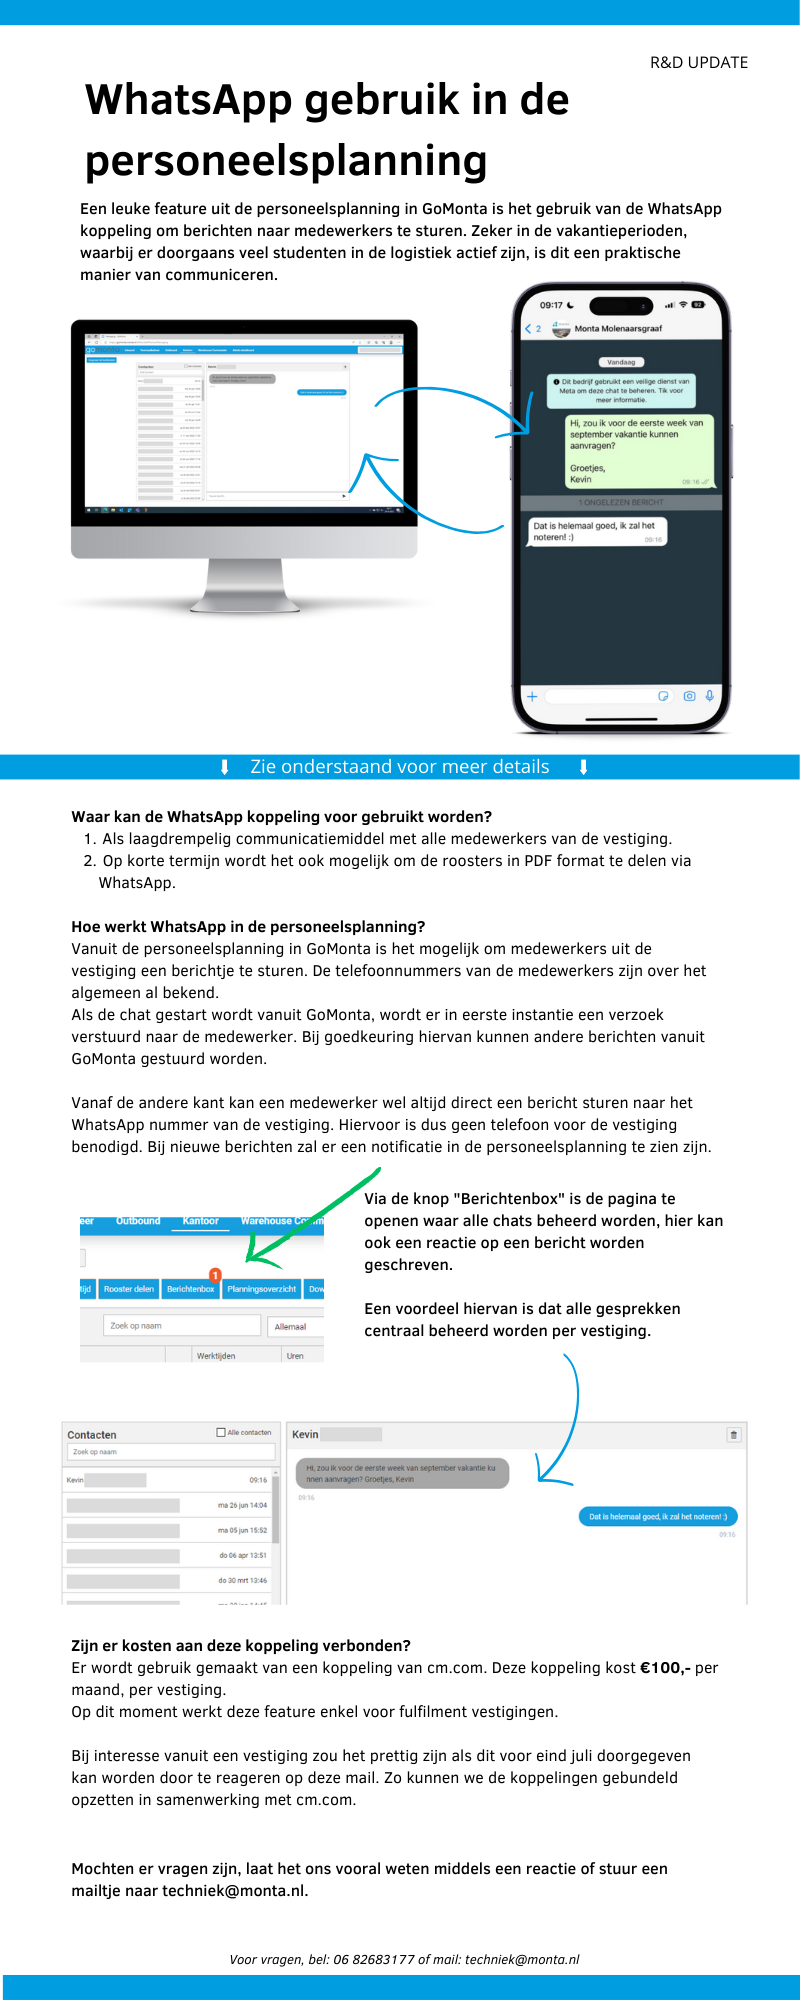 R&D UPDATE
WhatsApp gebruik in de
personeelsplanning
Een leuke feature uit de personeelsplanning in GoMonta is het gebruik van de WhatsApp
koppeling om berichten naar medewerkers te sturen. Zeker in de vakantieperioden,
waarbij er doorgaans veel studenten in de logistiek actief zijn, is dit een praktische
manier van communiceren.
09:17
92
2
Monta Molenaarsgraaf
Vandaag
Dit bedrijf gebruikt een veilige dienst van
Meta om deze chat te beheren. Tik voor
meer informatie.
Hi, zou ik voor de eerste week van
september vakantie kunnen
aanvragen?
Groetjes,
Kevin
09:16
1 ONGELEZEN BERICHT
Dat is helemaal goed, ik zal het
noteren! :)
09:16
Contacten
Zie onderstaand voor meer details
Waar kan de WhatsApp koppeling voor gebruikt worden?
1. Als laagdrempelig communicatiemiddel met alle medewerkers van de vestiging.
2. Op korte termijn wordt het ook mogelijk om de roosters in PDF format te delen via
WhatsApp.
Hoe werkt WhatsApp in de personeelsplanning?
Vanuit de personeelsplanning in GoMonta is het mogelijk om medewerkers uit de
vestiging een berichtje te sturen. De telefoonnummers van de medewerkers zijn over het
algemeen al bekend.
Als de chat gestart wordt vanuit GoMonta, wordt er in eerste instantie een verzoek
verstuurd naar de medewerker. Bij goedkeuring hiervan kunnen andere berichten vanuit
GoMonta gestuurd worden.
Vanaf de andere kant kan een medewerker wel altijd direct een bericht sturen naar het
WhatsApp nummer van de vestiging. Hiervoor is dus geen telefoon voor de vestiging
benodigd. Bij nieuwe berichten zal er een notificatie in de personeelsplanning te zien zijn.
eer Outbound Kantoor Warehouse Comm
1
tijd Rooster delen Berichtenbox Planningsoverzicht Dow
Zoek op naam Allemaal
Werktijden Uren
Via de knop "Berichtenbox" is de pagina te
openen waar alle chats beheerd worden, hier kan
ook een reactie op een bericht worden
geschreven.
Een voordeel hiervan is dat alle gesprekken
centraal beheerd worden per vestiging.
Contacten Alle contacten
Zoek op naam
Kevin 09:16
ma 26 jun 14:04
ma 05 jun 15:52
do 06 apr 13:51
do 30 mrt 13:46
Kevin
Hi, zou ik voor de eerste week van september vakantie ku
nnen aanvragen? Groetjes, Kevin
09:16
Dat is helemaal goed, ik zal het noteren! :)
09:16
Zijn er kosten aan deze koppeling verbonden?
Er wordt gebruik gemaakt van een koppeling van cm.com. Deze koppeling kost €100,- per
maand, per vestiging.
Op dit moment werkt deze feature enkel voor fulfilment vestigingen.
Bij interesse vanuit een vestiging zou het prettig zijn als dit voor eind juli doorgegeven
kan worden door te reageren op deze mail. Zo kunnen we de koppelingen gebundeld
opzetten in samenwerking met cm.com.
Mochten er vragen zijn, laat het ons vooral weten middels een reactie of stuur een
mailtje naar techniek@monta.nl.
Voor vragen, bel: 06 82683177 of mail: techniek@monta.nl